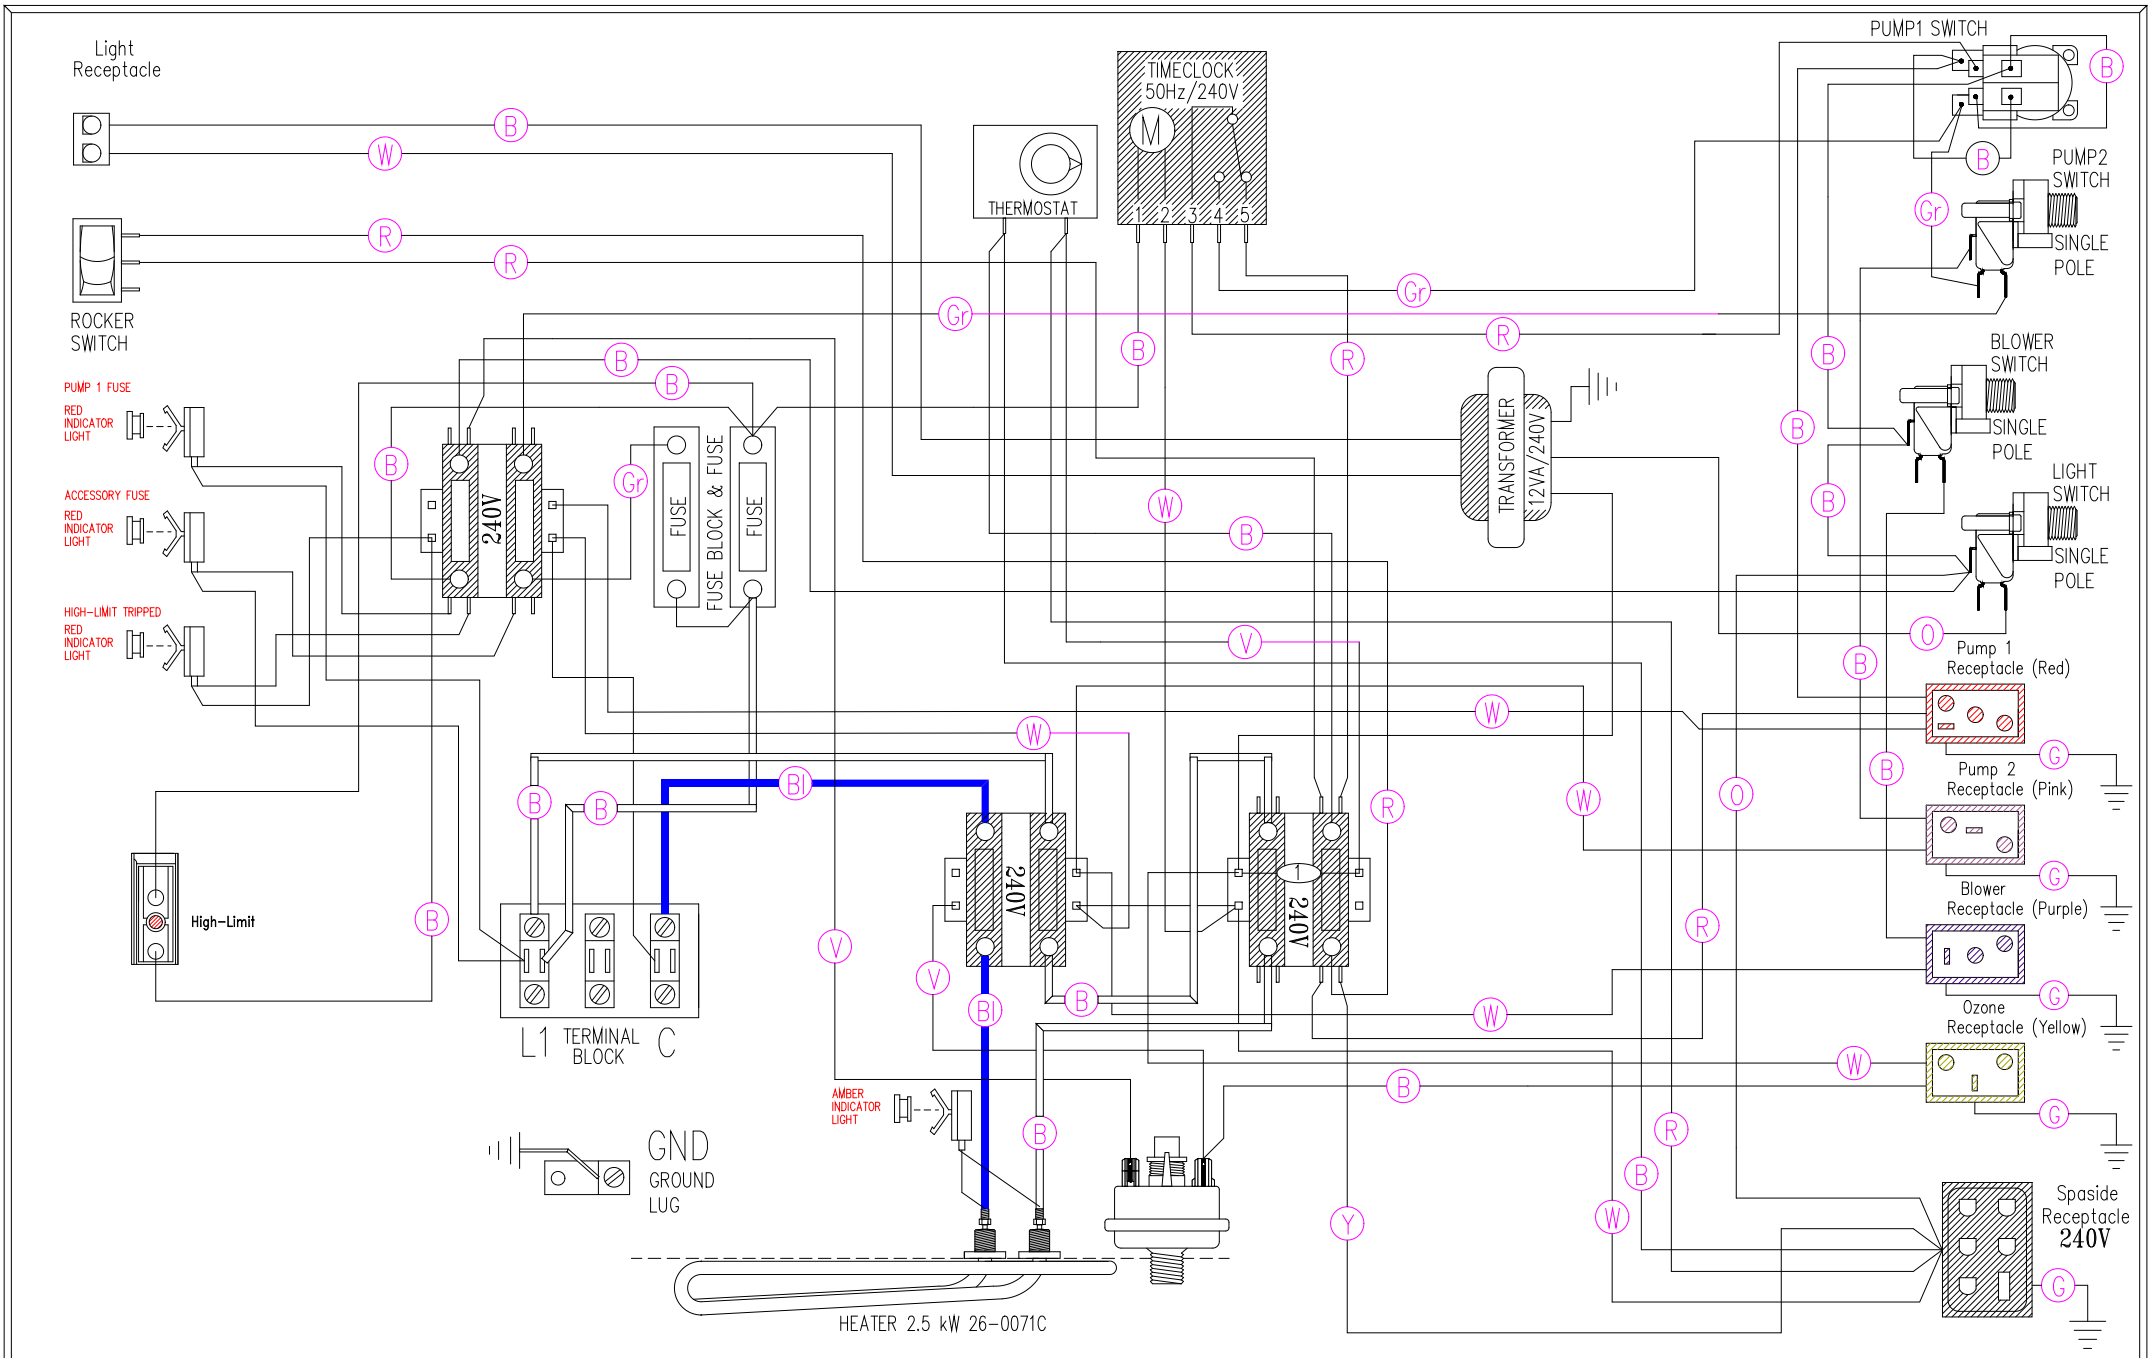 Light
Receptacle
B
W
ROCKER
SWITCH
R
R
PUMP 1 FUSE
RED
INDICATOR
LIGHT
ACCESSORY FUSE
RED
INDICATOR
LIGHT
HIGH-LIMIT TRIPPED
RED
INDICATOR
LIGHT
High-Limit
B
B
B
Gr
B
240V
Gr
FUSE
FUSE BLOCK & FUSE
FUSE
THERMOSTAT
TIMECLOCK
50Hz/240V
M
1 2 3 4 5
B
W
R
Gr
R
B
V
TRANSFORMER
12VA/240V
PUMP1 SWITCH
B
B
Gr
PUMP2
SWITCH
SINGLE
POLE
BLOWER
SWITCH
SINGLE
POLE
LIGHT
SWITCH
SINGLE
POLE
B
B
B
O
B
B
O
R
Pump 1
Receptacle (Red)
G
Pump 2
Receptacle (Pink)
G
Blower
Receptacle (Purple)
G
Ozone
Receptacle (Yellow)
G
Spaside
Receptacle
240V
G
W
W
W
R
W
W
B
R
B
W
Y
W
Bl
B
B
B
V
V
240V
1
240V
Bl
B
L1 TERMINAL
BLOCK C
GND
GROUND
LUG
AMBER
INDICATOR
LIGHT
B
HEATER 2.5 kW 26-0071C